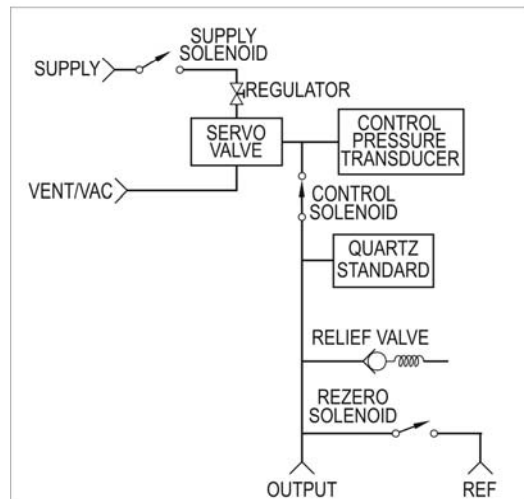 SUPPLY
SOLENOID
SUPPLY
REGULATOR
SERVO
VALVE
CONTROL
PRESSURE
TRANSDUCER
VENT/VAC
CONTROL
SOLENOID
QUARTZ
STANDARD
RELIEF VALVE
REZERO
SOLENOID
OUTPUT
REF